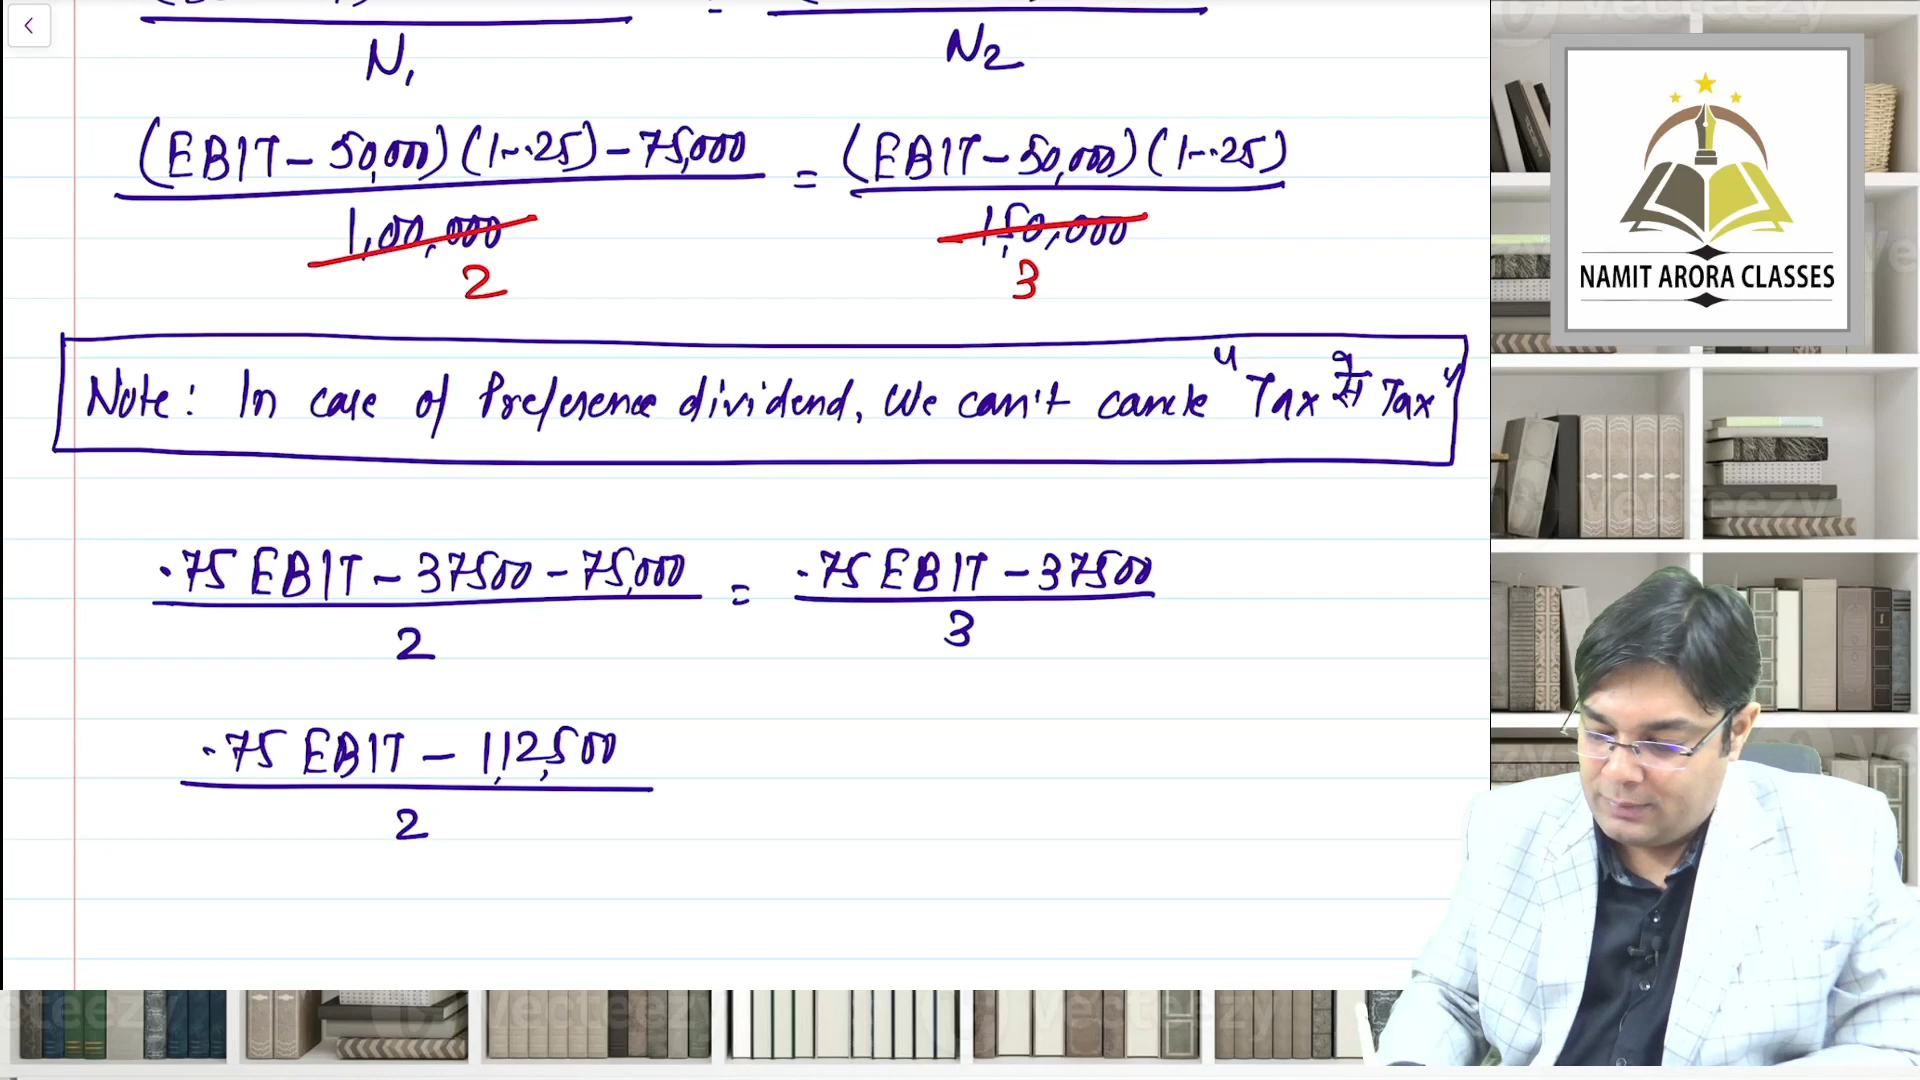 N₁ N₂
(EBIT - 50,000)(1-.25) - 75,000 = (EBIT - 50,000)(1-.25)
1,00,000 1,50,000
2 3
Note: In case of Preference dividend, We can't cancle "Tax से Tax"
.75 EBIT - 37500 - 75,000 = .75 EBIT - 37500
2 3
.75 EBIT - 1,12,500
2
NAMIT ARORA CLASSES